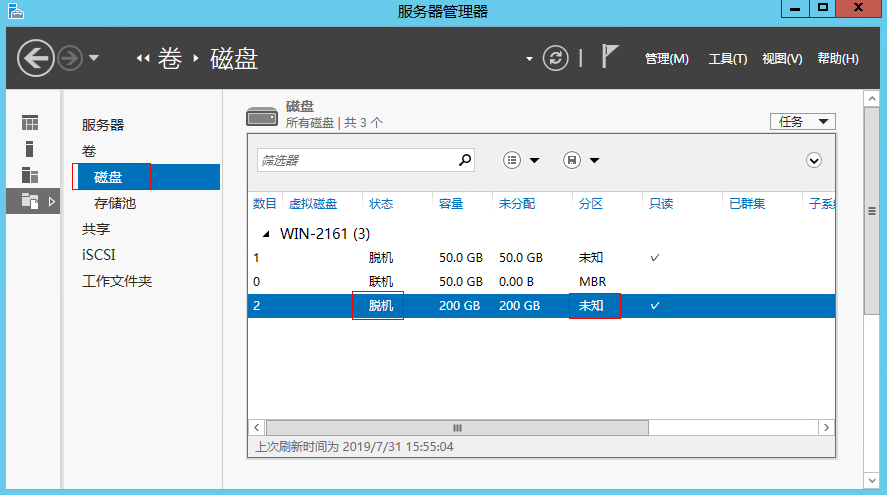 服务器管理器
卷 · 磁盘
管理(M) 工具(T) 视图(V) 帮助(H)
服务器
卷
磁盘
存储池
共享
iSCSI
工作文件夹
磁盘
所有磁盘 | 共 3 个
任务
筛选器
数目 虚拟磁盘 状态 容量 未分配 分区 只读 已群集
WIN-2161 (3)
1 脱机 50.0 GB 50.0 GB 未知 ✓
0 联机 50.0 GB 0.00 B MBR
2 脱机 200 GB 200 GB 未知 ✓
上次刷新时间为 2019/7/31 15:55:04